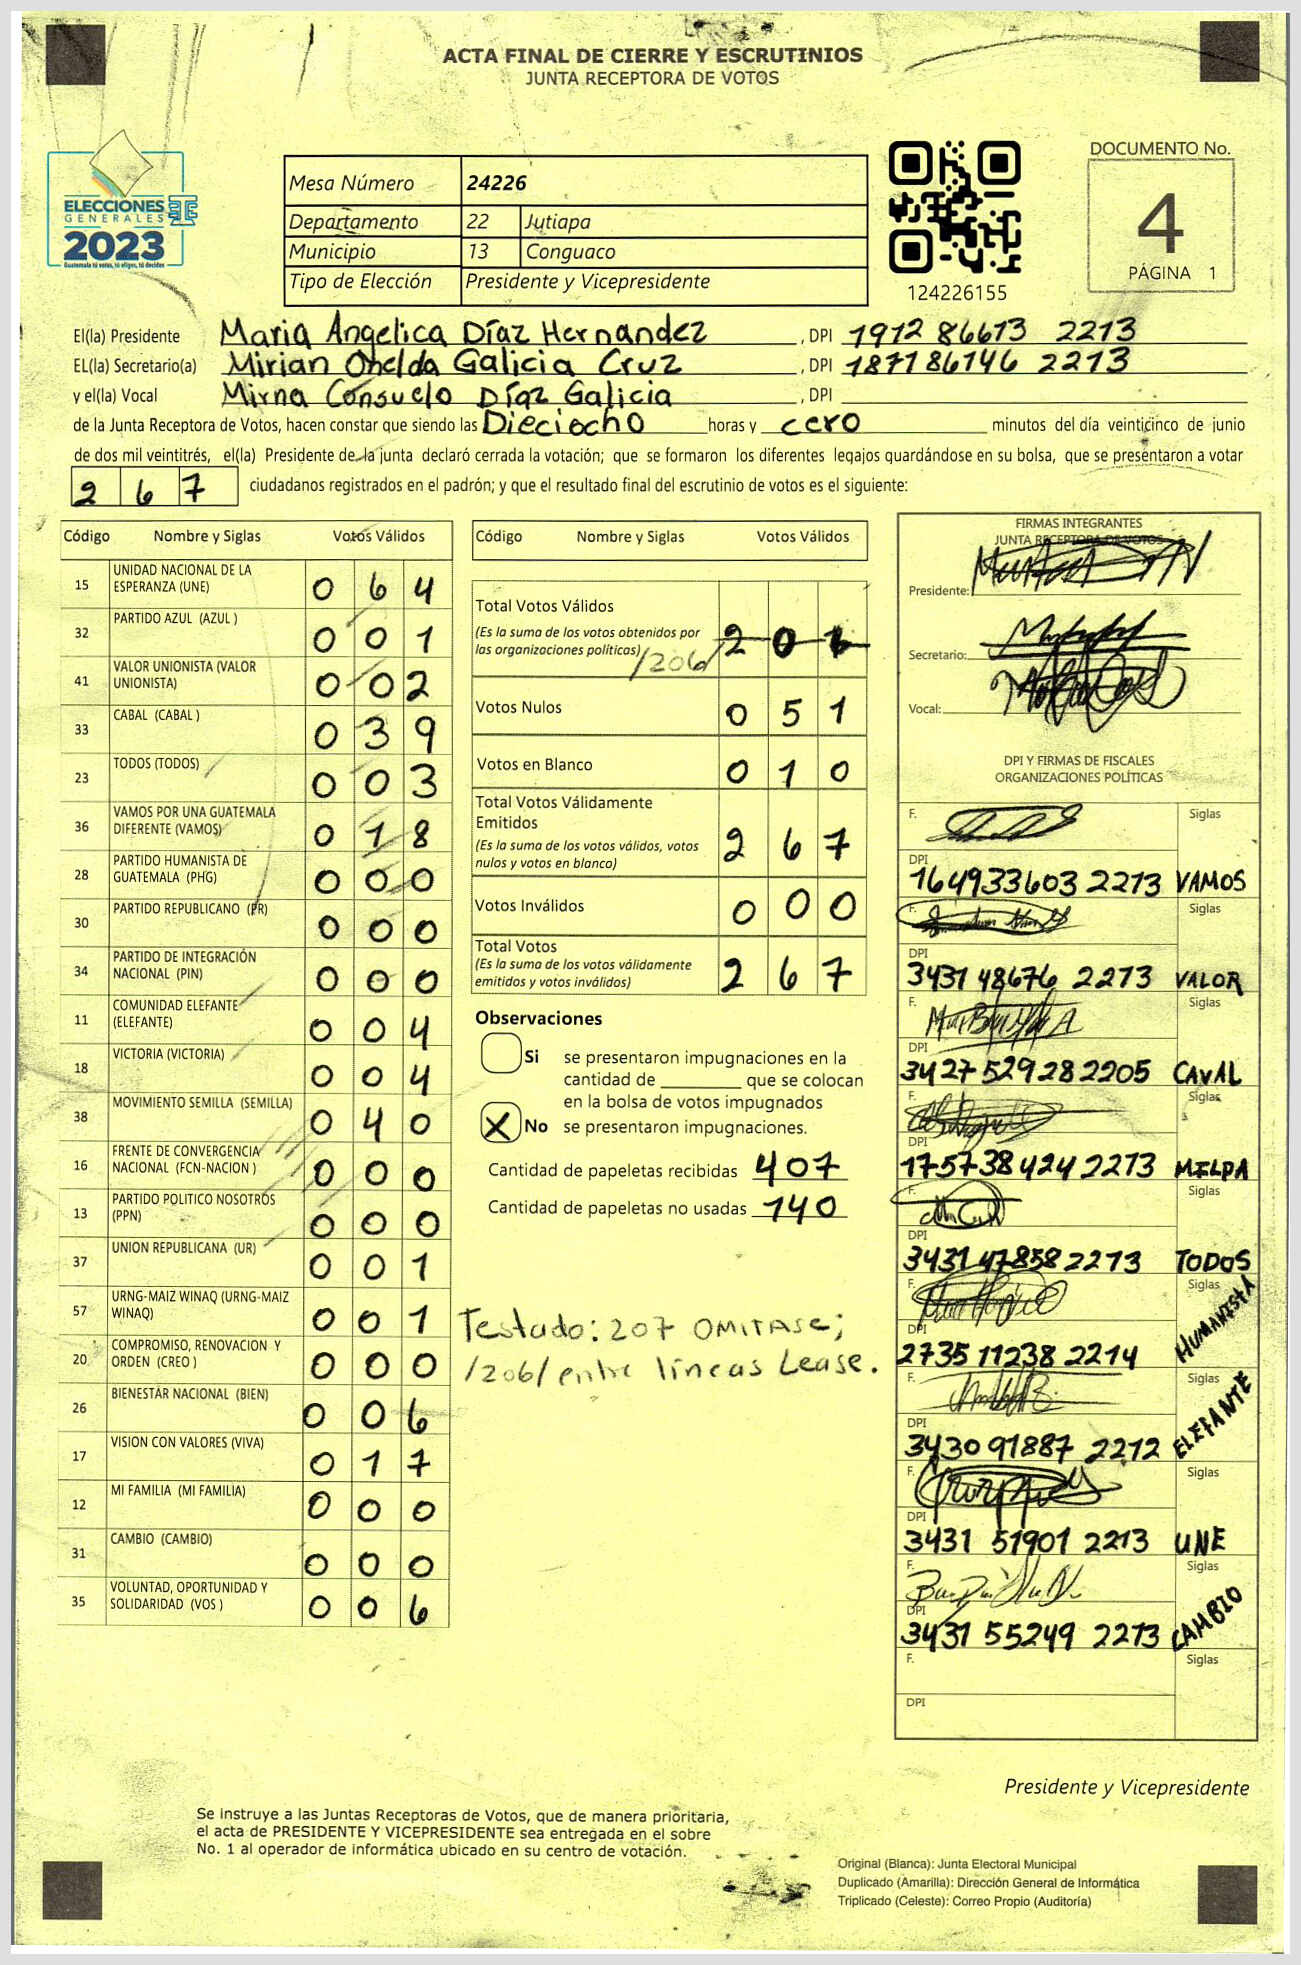 ACTA FINAL DE CIERRE Y ESCRUTINIOS
JUNTA RECEPTORA DE VOTOS
ELECCIONES
GENERALES
2023
Guatemala tú votas, tú eliges, tú decides
Mesa Número 24226
Departamento 22 Jutiapa
Municipio 13 Conguaco
Tipo de Elección Presidente y Vicepresidente
124226155
DOCUMENTO No.
4
PÁGINA 1
El(la) Presidente Maria Angelica Díaz Hernandez, DPI 1912 86613 2213
EL(la) Secretario(a) Mirian Onelda Galicia Cruz, DPI 1871 86146 2213
y el(la) Vocal Mirna Consuelo Díaz Galicia, DPI
de la Junta Receptora de Votos, hacen constar que siendo las Dieciocho horas y cero minutos del día veinticinco de junio
de dos mil veintitrés, el(la) Presidente de la junta declaró cerrada la votación; que se formaron los diferentes legajos quardándose en su bolsa, que se presentaron a votar
267 ciudadanos registrados en el padrón; y que el resultado final del escrutinio de votos es el siguiente:
Código Nombre y Siglas Votos Válidos
15 UNIDAD NACIONAL DE LA ESPERANZA (UNE) 0 6 4
32 PARTIDO AZUL (AZUL ) 0 0 1
41 VALOR UNIONISTA (VALOR UNIONISTA) 0 0 2
33 CABAL (CABAL ) 0 3 9
23 TODOS (TODOS) 0 0 3
36 VAMOS POR UNA GUATEMALA DIFERENTE (VAMOS) 0 1 8
28 PARTIDO HUMANISTA DE GUATEMALA (PHG) 0 0 0
30 PARTIDO REPUBLICANO (PR) 0 0 0
34 PARTIDO DE INTEGRACIÓN NACIONAL (PIN) 0 0 0
11 COMUNIDAD ELEFANTE (ELEFANTE) 0 0 4
18 VICTORIA (VICTORIA) 0 0 4
38 MOVIMIENTO SEMILLA (SEMILLA) 0 4 0
16 FRENTE DE CONVERGENCIA NACIONAL (FCN-NACION ) 0 0 0
13 PARTIDO POLITICO NOSOTROS (PPN) 0 0 0
37 UNION REPUBLICANA (UR) 0 0 1
57 URNG-MAIZ WINAQ (URNG-MAIZ WINAQ) 0 0 1
20 COMPROMISO, RENOVACION Y ORDEN (CREO ) 0 0 0
26 BIENESTAR NACIONAL (BIEN) 0 0 6
17 VISION CON VALORES (VIVA) 0 1 7
12 MI FAMILIA (MI FAMILIA) 0 0 0
31 CAMBIO (CAMBIO) 0 0 0
35 VOLUNTAD, OPORTUNIDAD Y SOLIDARIDAD (VOS ) 0 0 6
Código Nombre y Siglas Votos Válidos
Total Votos Válidos
(Es la suma de los votos obtenidos por
las organizaciones políticas) /206/
Votos Nulos 0 5 1
Votos en Blanco 0 1 0
Total Votos Válidamente
Emitidos
(Es la suma de los votos válidos, votos
nulos y votos en blanco) 2 6 7
Votos Inválidos 0 0 0
Total Votos
(Es la suma de los votos válidamente
emitidos y votos inválidos) 2 6 7
Observaciones
Si se presentaron impugnaciones en la
cantidad de ________ que se colocan
en la bolsa de votos impugnados
X No se presentaron impugnaciones.
Cantidad de papeletas recibidas 407
Cantidad de papeletas no usadas 140
Testado: 207 OMITASE;
/206/ entre líneas Lease.
FIRMAS INTEGRANTES
JUNTA RECEPTORA DE VOTOS
Presidente:
Secretario:
Vocal:
DPI Y FIRMAS DE FISCALES
ORGANIZACIONES POLÍTICAS
F. Siglas
DPI
1649 33603 2213 VAMOS
F. Siglas
DPI
3431 48676 2213 VALOR
F. Siglas
DPI
3427 52928 2205 CAVAL
F. Siglas
DPI
1757 38424 2213 MILPA
F. Siglas
DPI
3431 47858 2213 TODOS
F. Siglas
DPI
2735 11238 2214 HUMANISTA
F. Siglas
DPI
3430 91887 2212 ELEFANTE
F. Siglas
DPI
3431 51901 2213 UNE
F. Siglas
DPI
3431 55249 2213 CAMBIO
F. Siglas
DPI
Presidente y Vicepresidente
Se instruye a las Juntas Receptoras de Votos, que de manera prioritaria,
el acta de PRESIDENTE Y VICEPRESIDENTE sea entregada en el sobre
No. 1 al operador de informática ubicado en su centro de votación.
Original (Blanca): Junta Electoral Municipal
Duplicado (Amarilla): Dirección General de Informática
Triplicado (Celeste): Correo Propio (Auditoría)